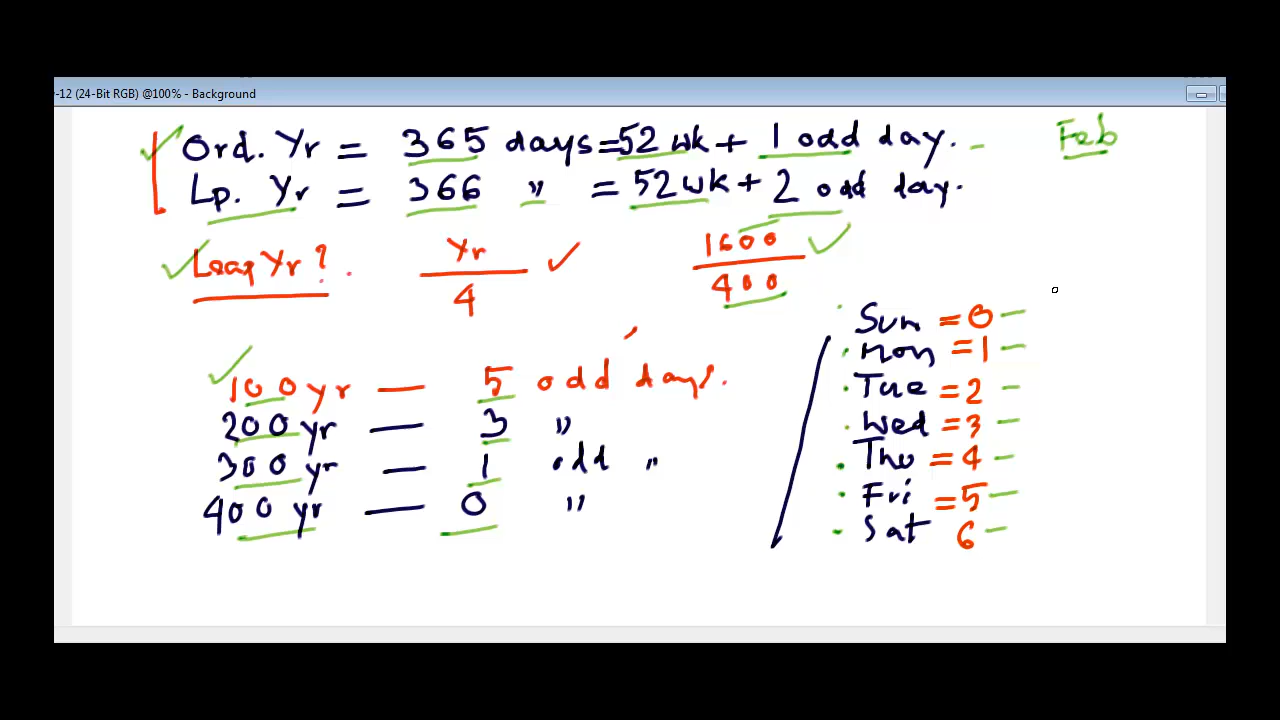 -12 (24-Bit RGB) @100% - Background
Ord. Yr = 365 days = 52 wk + 1 odd day. Feb
Lp. Yr = 366 " = 52 wk + 2 odd day.
Leap Yr? Yr/4 1600/400
Sun = 0
Mon = 1
Tue = 2
Wed = 3
Thu = 4
Fri = 5
Sat 6
100 yr — 5 odd days.
200 yr — 3 "
300 yr — 1 odd "
400 yr — 0 "